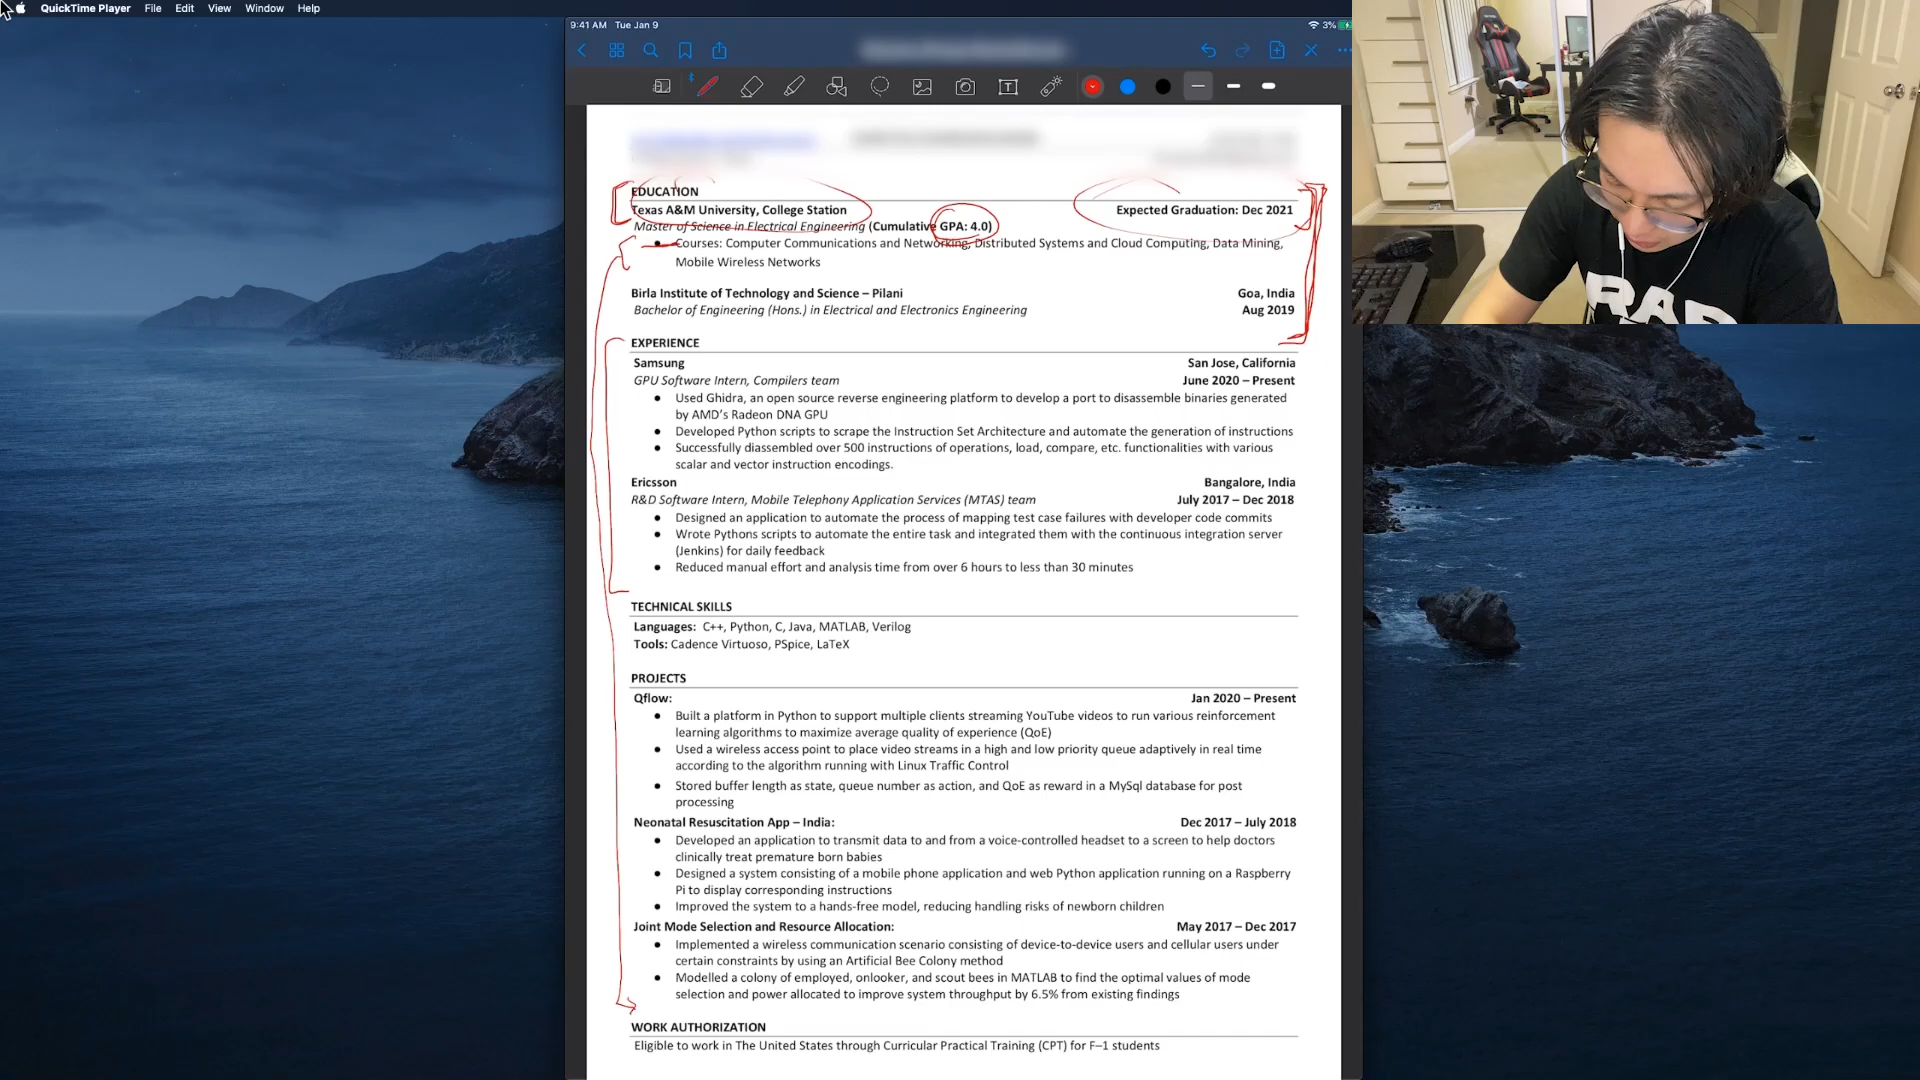 QuickTime Player File Edit View Window Help
9:41 AM Tue Jan 9
3%
EDUCATION
Texas A&M University, College Station Expected Graduation: Dec 2021
Master of Science in Electrical Engineering (Cumulative GPA: 4.0)
● Courses: Computer Communications and Networking, Distributed Systems and Cloud Computing, Data Mining,
Mobile Wireless Networks
Birla Institute of Technology and Science – Pilani Goa, India
Bachelor of Engineering (Hons.) in Electrical and Electronics Engineering Aug 2019
EXPERIENCE
Samsung San Jose, California
GPU Software Intern, Compilers team June 2020 – Present
● Used Ghidra, an open source reverse engineering platform to develop a port to disassemble binaries generated
by AMD’s Radeon DNA GPU
● Developed Python scripts to scrape the Instruction Set Architecture and automate the generation of instructions
● Successfully diassembled over 500 instructions of operations, load, compare, etc. functionalities with various
scalar and vector instruction encodings.
Ericsson Bangalore, India
R&D Software Intern, Mobile Telephony Application Services (MTAS) team July 2017 – Dec 2018
● Designed an application to automate the process of mapping test case failures with developer code commits
● Wrote Pythons scripts to automate the entire task and integrated them with the continuous integration server
(Jenkins) for daily feedback
● Reduced manual effort and analysis time from over 6 hours to less than 30 minutes
TECHNICAL SKILLS
Languages: C++, Python, C, Java, MATLAB, Verilog
Tools: Cadence Virtuoso, PSpice, LaTeX
PROJECTS
Qflow: Jan 2020 – Present
● Built a platform in Python to support multiple clients streaming YouTube videos to run various reinforcement
learning algorithms to maximize average quality of experience (QoE)
● Used a wireless access point to place video streams in a high and low priority queue adaptively in real time
according to the algorithm running with Linux Traffic Control
● Stored buffer length as state, queue number as action, and QoE as reward in a MySql database for post
processing
Neonatal Resuscitation App – India: Dec 2017 – July 2018
● Developed an application to transmit data to and from a voice-controlled headset to a screen to help doctors
clinically treat premature born babies
● Designed a system consisting of a mobile phone application and web Python application running on a Raspberry
Pi to display corresponding instructions
● Improved the system to a hands-free model, reducing handling risks of newborn children
Joint Mode Selection and Resource Allocation: May 2017 – Dec 2017
● Implemented a wireless communication scenario consisting of device-to-device users and cellular users under
certain constraints by using an Artificial Bee Colony method
● Modelled a colony of employed, onlooker, and scout bees in MATLAB to find the optimal values of mode
selection and power allocated to improve system throughput by 6.5% from existing findings
WORK AUTHORIZATION
Eligible to work in The United States through Curricular Practical Training (CPT) for F–1 students